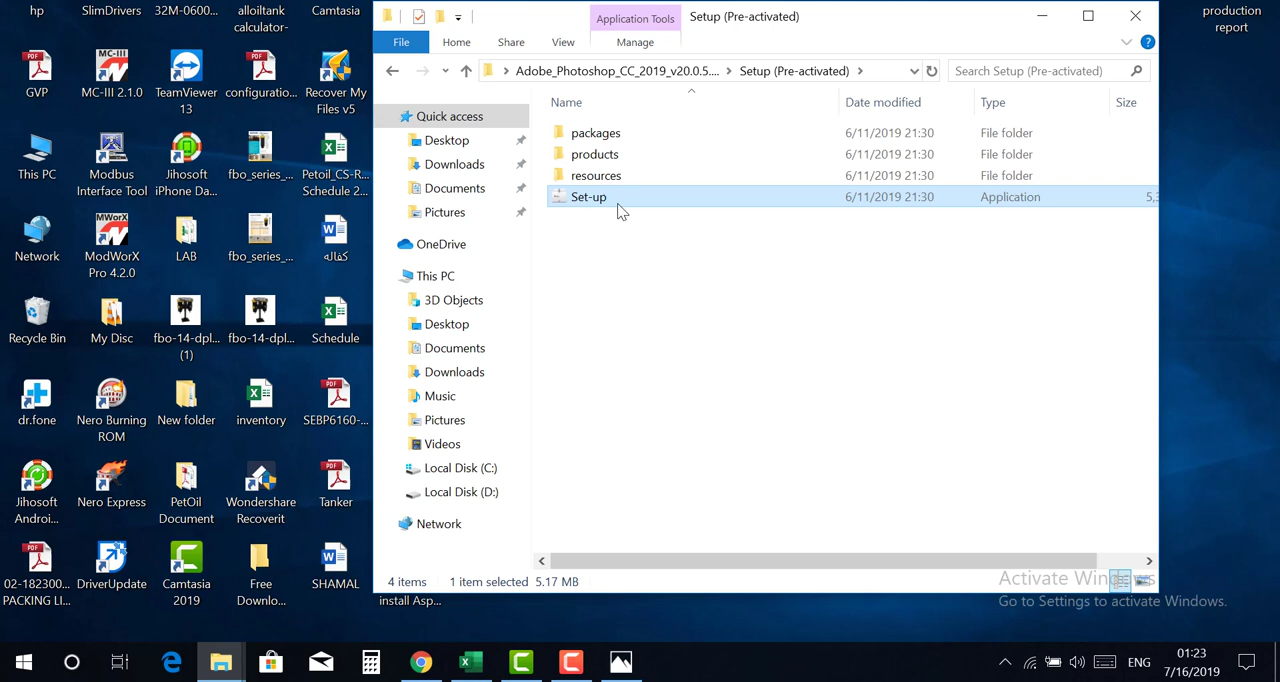 hp
SlimDrivers
32M-0600...
alloiltank
calculator-
Camtasia
GVP
MC-III 2.1.0
TeamViewer
13
configuratio...
Recover My
Files v5
This PC
Modbus
Interface Tool
Jihosoft
iPhone Da...
fbo_series_...
Petoil_CS-R...
Schedule 2...
Network
ModWorX
Pro 4.2.0
LAB
fbo_series_...
Recycle Bin
My Disc
fbo-14-dpl...
(1)
fbo-14-dpl...
Schedule
dr.fone
Nero Burning
ROM
New folder
inventory
SEBP6160-...
Jihosoft
Androi...
Nero Express
PetOil
Document
Wondershare
Recoverit
Tanker
02-182300...
PACKING LI...
DriverUpdate
Camtasia
2019
Free
Downlo...
SHAMAL
install Asp...
production
report
Application Tools
Setup (Pre-activated)
File
Home
Share
View
Manage
Adobe_Photoshop_CC_2019_v20.0.5.... > Setup (Pre-activated) >
Search Setup (Pre-activated)
Quick access
Desktop
Downloads
Documents
Pictures
OneDrive
This PC
3D Objects
Desktop
Documents
Downloads
Music
Pictures
Videos
Local Disk (C:)
Local Disk (D:)
Network
Name Date modified Type Size
packages 6/11/2019 21:30 File folder
products 6/11/2019 21:30 File folder
resources 6/11/2019 21:30 File folder
Set-up 6/11/2019 21:30 Application 5,
4 items 1 item selected 5.17 MB
Activate Windows
Go to Settings to activate Windows.
ENG
01:23
7/16/2019